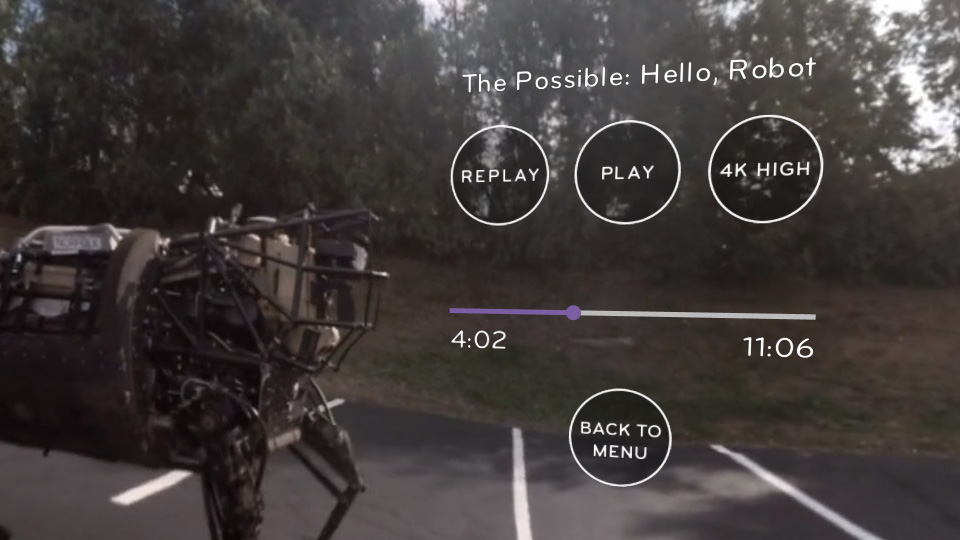 The Possible: Hello, Robot
REPLAY
PLAY
4K HIGH
4:02
11:06
BACK TO
MENU